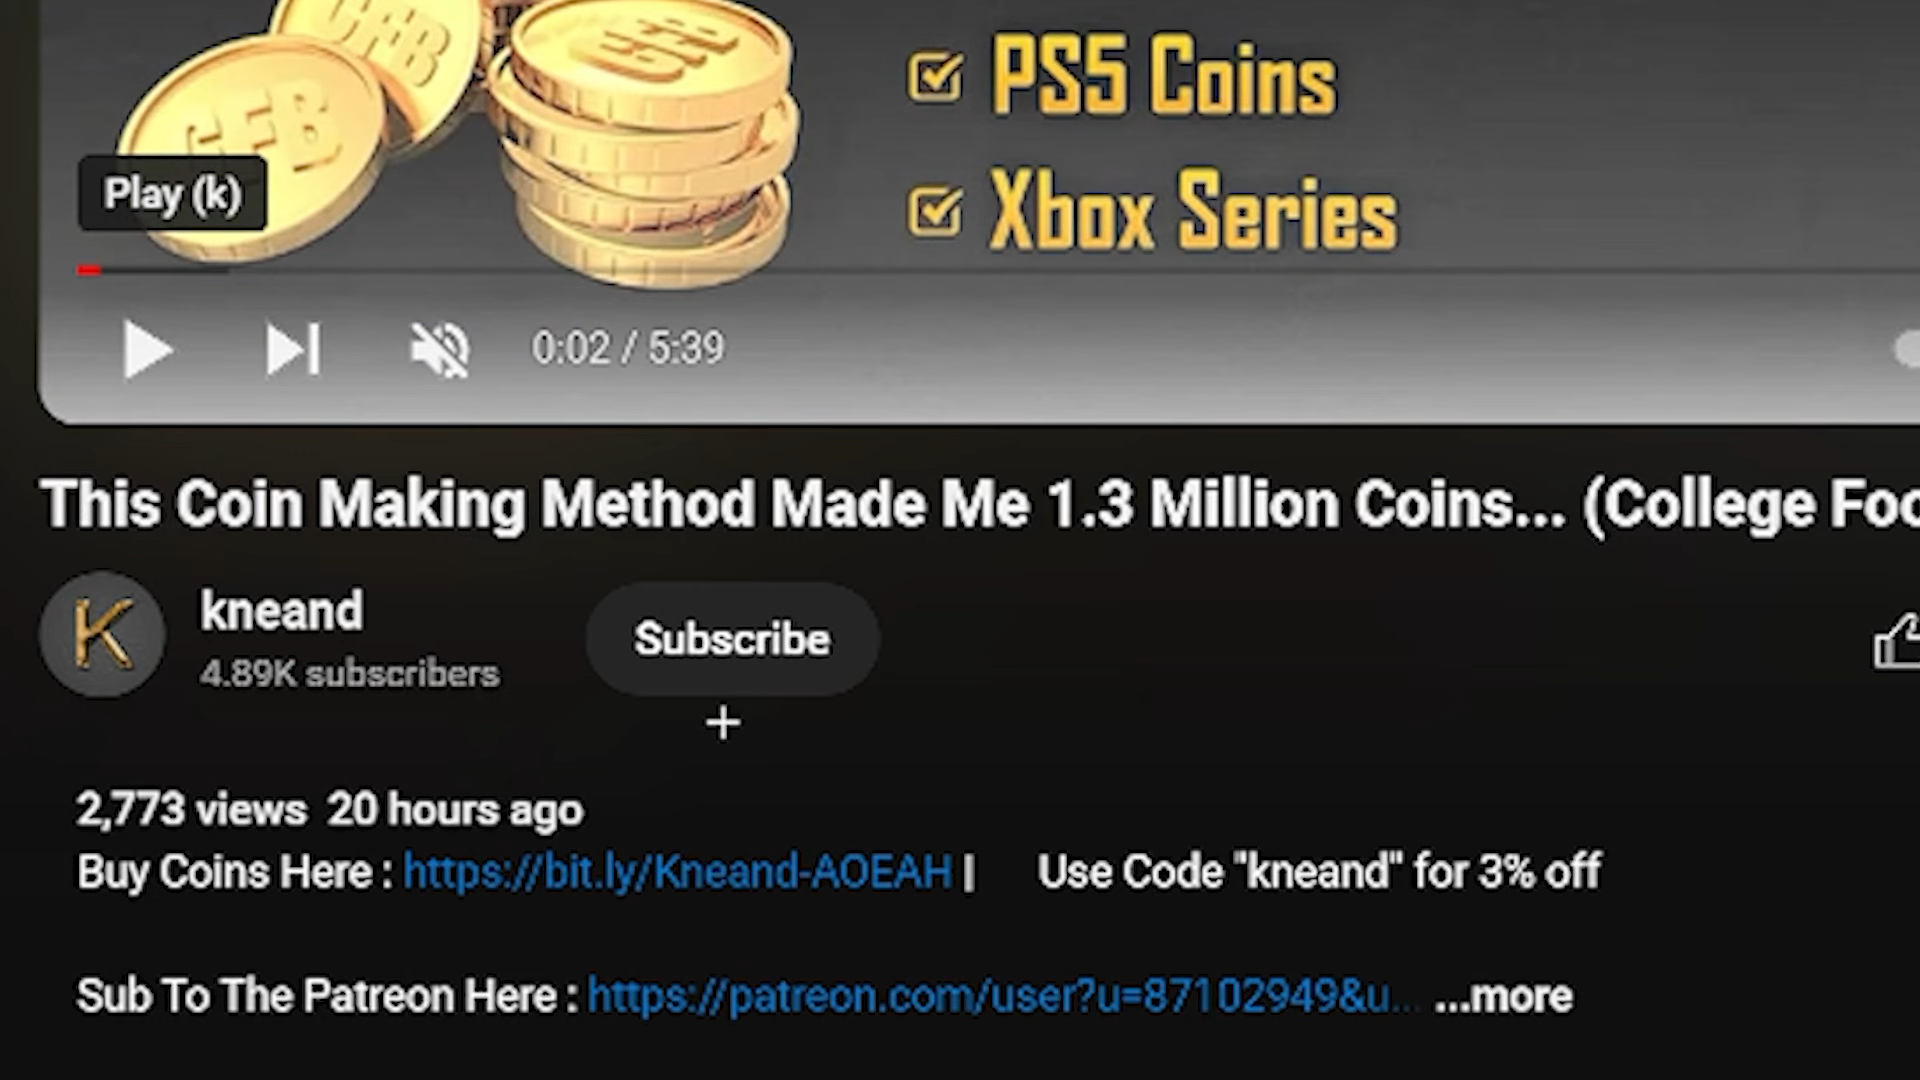 CFB
CFB
CFB
PS5 Coins
Xbox Series
Play (k)
0:02 / 5:39
This Coin Making Method Made Me 1.3 Million Coins... (College Foo
K
kneand
4.89K subscribers
Subscribe
2,773 views 20 hours ago
Buy Coins Here : https://bit.ly/Kneand-AOEAH | Use Code "kneand" for 3% off
Sub To The Patreon Here : https://patreon.com/user?u=87102949&u... ...more